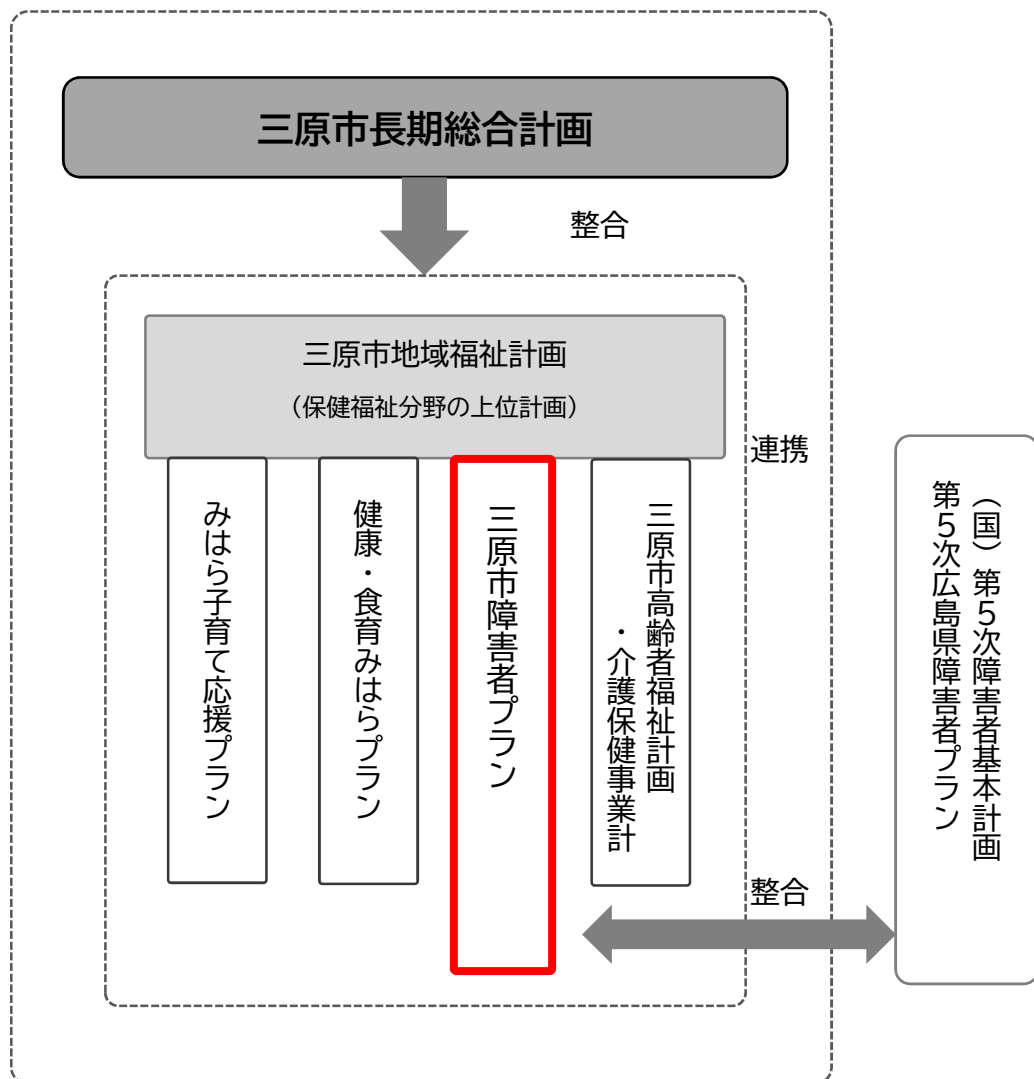 三原市長期総合計画
整合
三原市地域福祉計画
（保健福祉分野の上位計画）
連携
みはら子育て応援プラン
健康・食育みはらプラン
三原市障害者プラン
三原市高齢者福祉計画
・介護保健事業計
（国）第５次障害者基本計画
第５次広島県障害者プラン
整合